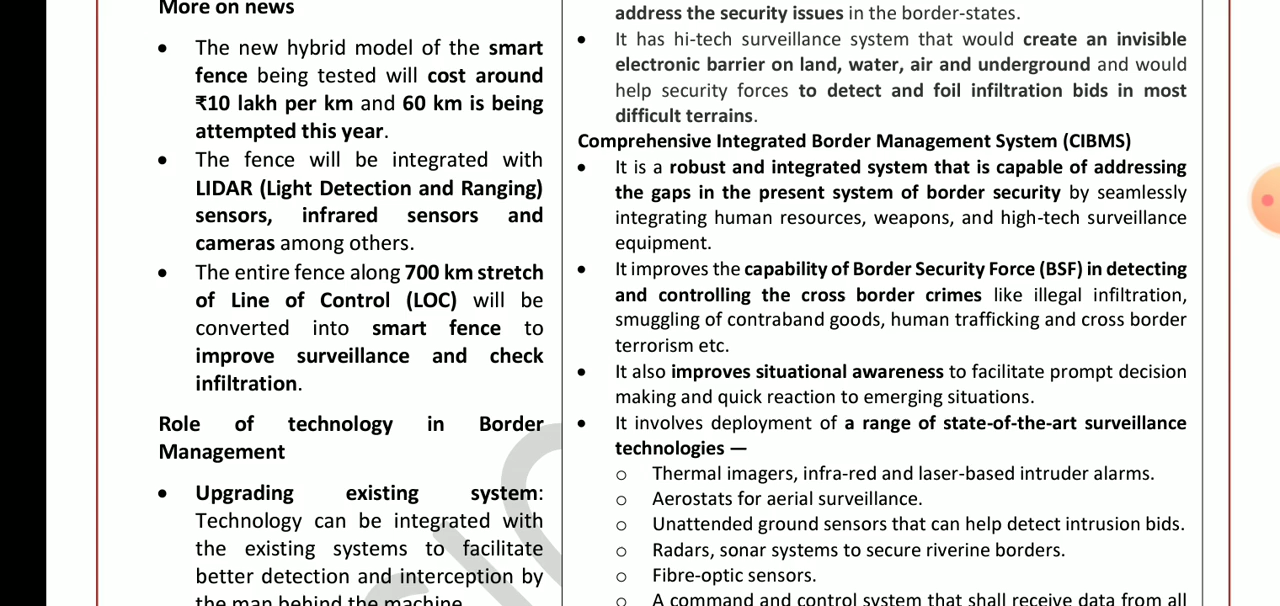 More on news
• The new hybrid model of the smart
fence being tested will cost around
₹10 lakh per km and 60 km is being
attempted this year.
• The fence will be integrated with
LIDAR (Light Detection and Ranging)
sensors, infrared sensors and
cameras among others.
• The entire fence along 700 km stretch
of Line of Control (LOC) will be
converted into smart fence to
improve surveillance and check
infiltration.
Role of technology in Border
Management
• Upgrading existing system:
Technology can be integrated with
the existing systems to facilitate
better detection and interception by
the man behind the machine.
address the security issues in the border-states.
• It has hi-tech surveillance system that would create an invisible
electronic barrier on land, water, air and underground and would
help security forces to detect and foil infiltration bids in most
difficult terrains.
Comprehensive Integrated Border Management System (CIBMS)
• It is a robust and integrated system that is capable of addressing
the gaps in the present system of border security by seamlessly
integrating human resources, weapons, and high-tech surveillance
equipment.
• It improves the capability of Border Security Force (BSF) in detecting
and controlling the cross border crimes like illegal infiltration,
smuggling of contraband goods, human trafficking and cross border
terrorism etc.
• It also improves situational awareness to facilitate prompt decision
making and quick reaction to emerging situations.
• It involves deployment of a range of state-of-the-art surveillance
technologies —
o Thermal imagers, infra-red and laser-based intruder alarms.
o Aerostats for aerial surveillance.
o Unattended ground sensors that can help detect intrusion bids.
o Radars, sonar systems to secure riverine borders.
o Fibre-optic sensors.
o A command and control system that shall receive data from all